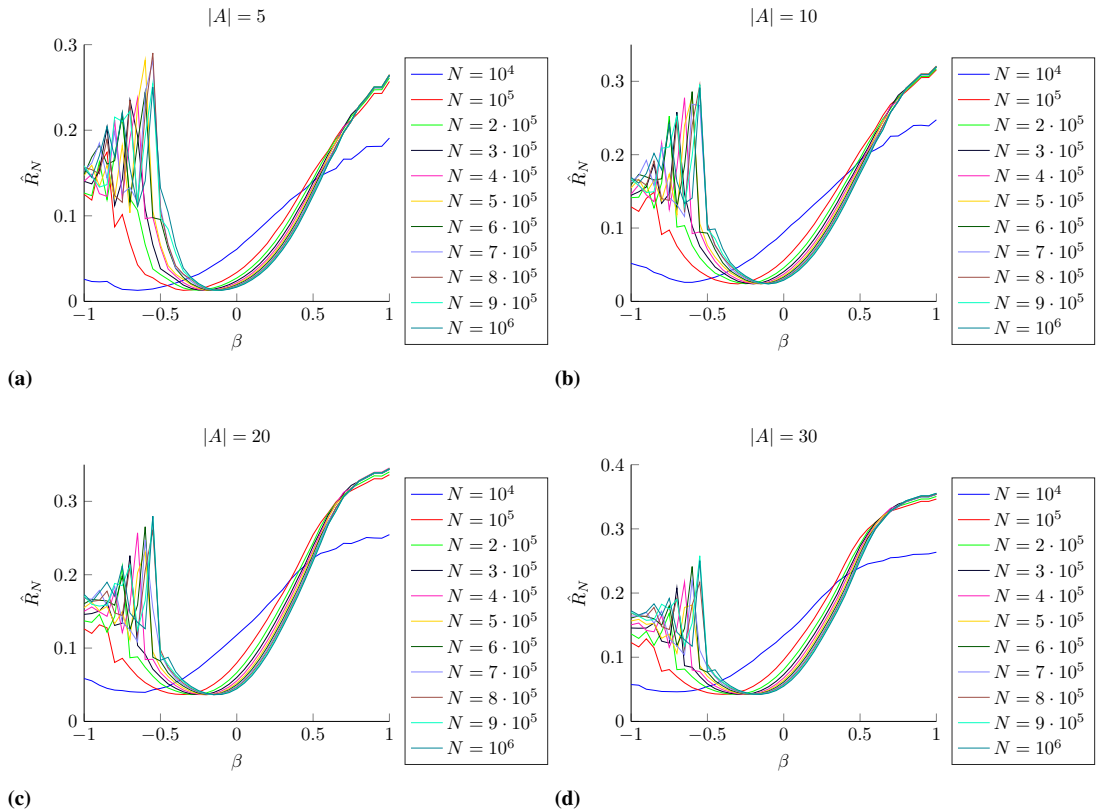 |A| = 5
0.3
0.2
0.1
0
R̂_N
−1
−0.5
0
0.5
1
β
N = 10^4
N = 10^5
N = 2 · 10^5
N = 3 · 10^5
N = 4 · 10^5
N = 5 · 10^5
N = 6 · 10^5
N = 7 · 10^5
N = 8 · 10^5
N = 9 · 10^5
N = 10^6
(a)
|A| = 10
0.3
0.2
0.1
0
R̂_N
−1
−0.5
0
0.5
1
β
N = 10^4
N = 10^5
N = 2 · 10^5
N = 3 · 10^5
N = 4 · 10^5
N = 5 · 10^5
N = 6 · 10^5
N = 7 · 10^5
N = 8 · 10^5
N = 9 · 10^5
N = 10^6
(b)
|A| = 20
0.3
0.2
0.1
0
R̂_N
−1
−0.5
0
0.5
1
β
N = 10^4
N = 10^5
N = 2 · 10^5
N = 3 · 10^5
N = 4 · 10^5
N = 5 · 10^5
N = 6 · 10^5
N = 7 · 10^5
N = 8 · 10^5
N = 9 · 10^5
N = 10^6
(c)
|A| = 30
0.4
0.3
0.2
0.1
0
R̂_N
−1
−0.5
0
0.5
1
β
N = 10^4
N = 10^5
N = 2 · 10^5
N = 3 · 10^5
N = 4 · 10^5
N = 5 · 10^5
N = 6 · 10^5
N = 7 · 10^5
N = 8 · 10^5
N = 9 · 10^5
N = 10^6
(d)